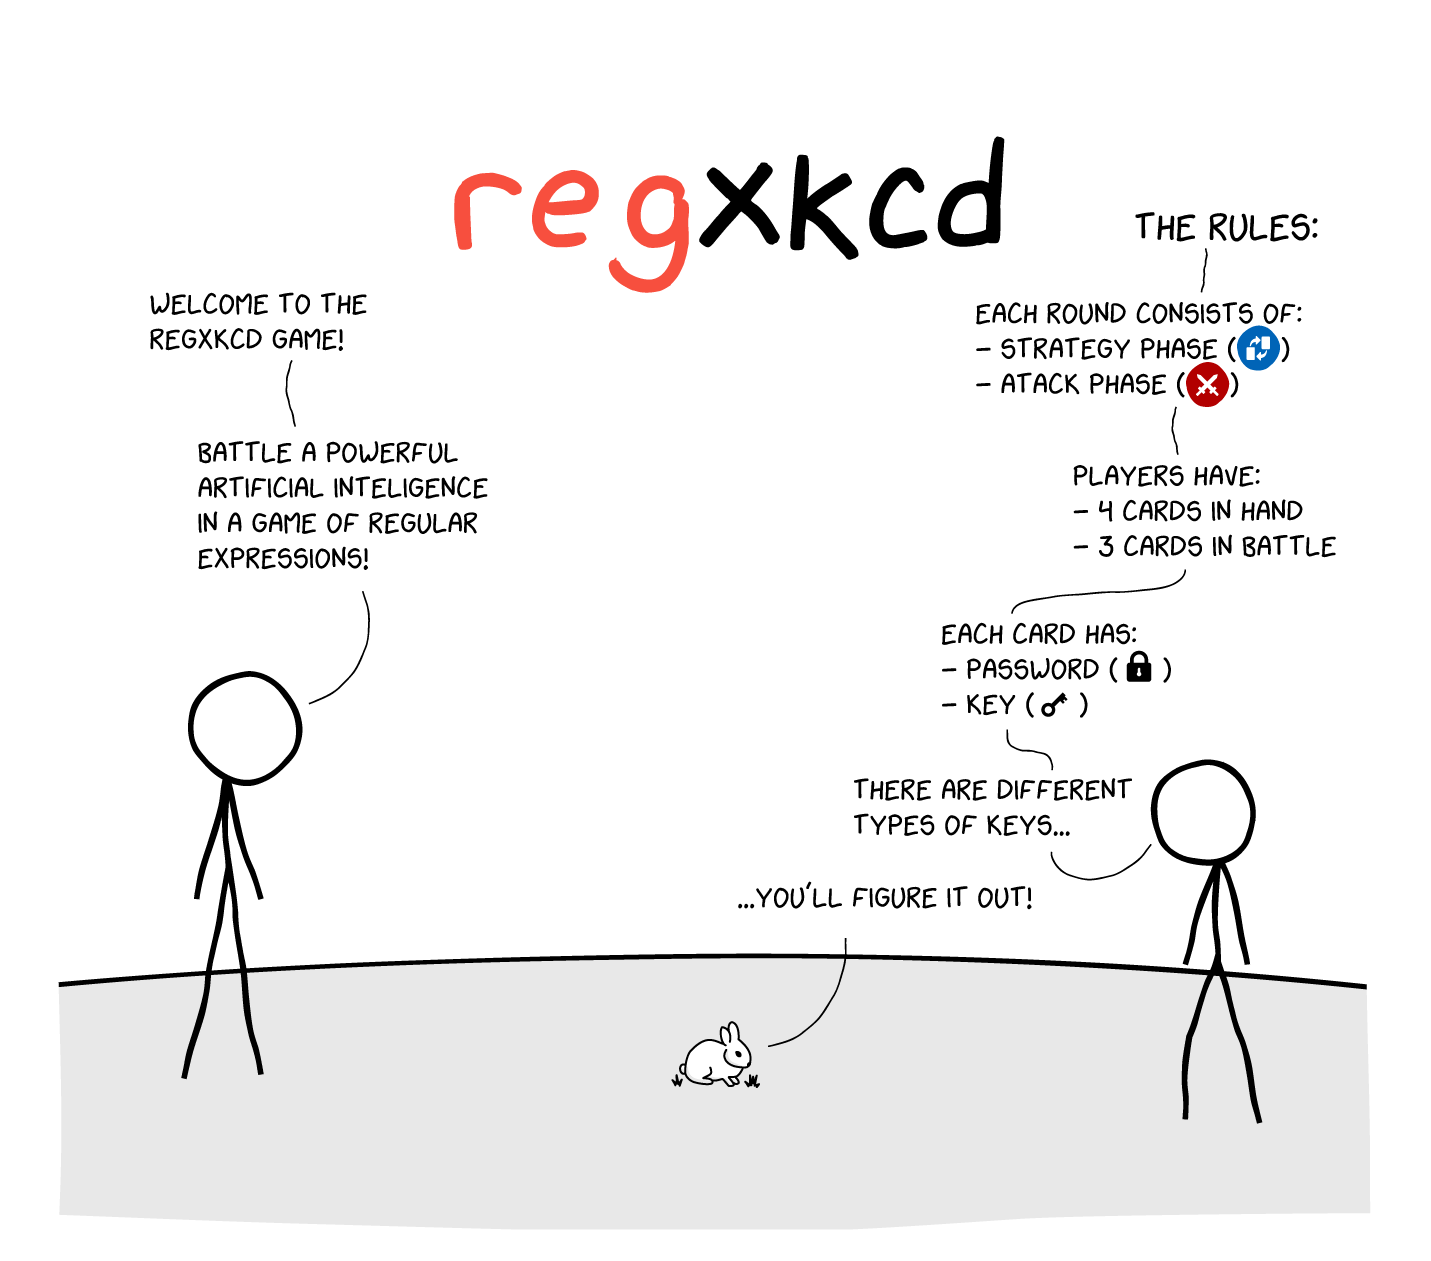 regxkcd
WELCOME TO THE
REGXKCD GAME!
BATTLE A POWERFUL
ARTIFICIAL INTELIGENCE
IN A GAME OF REGULAR
EXPRESSIONS!
THE RULES:
EACH ROUND CONSISTS OF:
- STRATEGY PHASE ( )
- ATACK PHASE ( )
PLAYERS HAVE:
- 4 CARDS IN HAND
- 3 CARDS IN BATTLE
EACH CARD HAS:
- PASSWORD ( )
- KEY ( )
THERE ARE DIFFERENT
TYPES OF KEYS...
...YOU'LL FIGURE IT OUT!